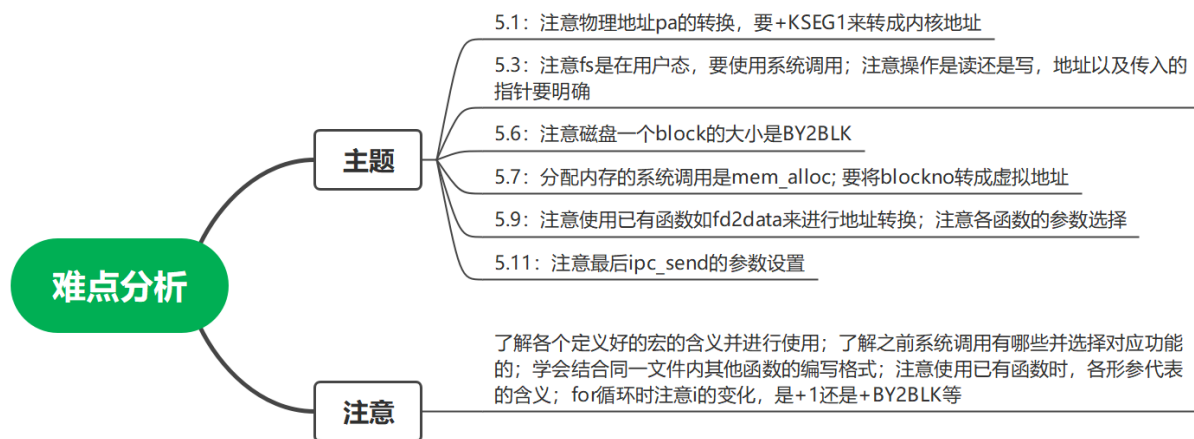 难点分析
主题
5.1：注意物理地址pa的转换，要+KSEG1来转成内核地址
5.3：注意fs是在用户态，要使用系统调用；注意操作是读还是写，地址以及传入的
指针要明确
5.6：注意磁盘一个block的大小是BY2BLK
5.7：分配内存的系统调用是mem_alloc; 要将blockno转成虚拟地址
5.9：注意使用已有函数如fd2data来进行地址转换；注意各函数的参数选择
5.11：注意最后ipc_send的参数设置
注意
了解各个定义好的宏的含义并进行使用；了解之前系统调用有哪些并选择对应功能
的；学会结合同一文件内其他函数的编写格式；注意使用已有函数时，各形参代表
的含义；for循环时注意i的变化，是+1还是+BY2BLK等